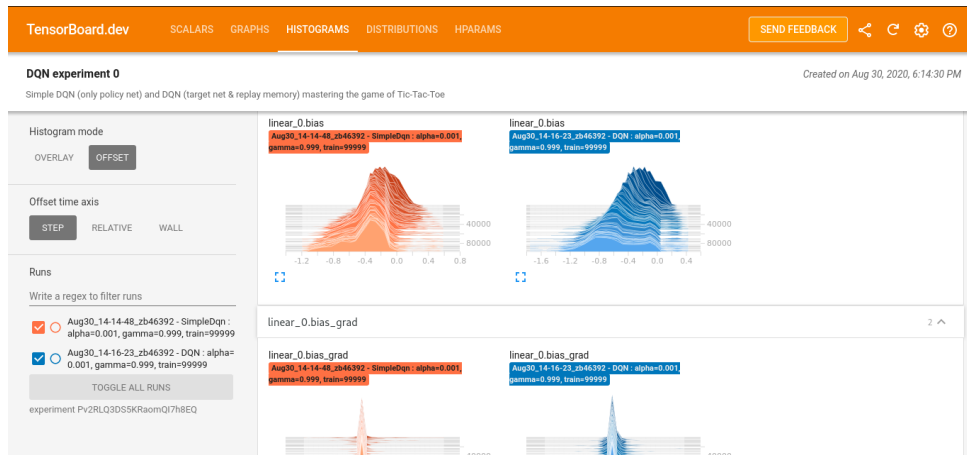 TensorBoard.dev SCALARS GRAPHS HISTOGRAMS DISTRIBUTIONS HPARAMS SEND FEEDBACK
DQN experiment 0
Created on Aug 30, 2020, 6:14:30 PM
Simple DQN (only policy net) and DQN (target net & replay memory) mastering the game of Tic-Tac-Toe
Histogram mode
OVERLAY OFFSET
Offset time axis
STEP RELATIVE WALL
Runs
Write a regex to filter runs
Aug30_14-14-48_zb46392 - SimpleDqn :
alpha=0.001, gamma=0.999, train=99999
Aug30_14-16-23_zb46392 - DQN : alpha=
0.001, gamma=0.999, train=99999
TOGGLE ALL RUNS
experiment Pv2RLQ3DS5KRaomQI7h8EQ
linear_0.bias
Aug30_14-14-48_zb46392 - SimpleDqn : alpha=0.001,
gamma=0.999, train=99999
40000
80000
-1.2 -0.8 -0.4 0.0 0.4 0.8
linear_0.bias
Aug30_14-16-23_zb46392 - DQN : alpha=0.001,
gamma=0.999, train=99999
40000
80000
-1.6 -1.2 -0.8 -0.4 0.0 0.4
linear_0.bias_grad 2
linear_0.bias_grad
Aug30_14-14-48_zb46392 - SimpleDqn : alpha=0.001,
gamma=0.999, train=99999
linear_0.bias_grad
Aug30_14-16-23_zb46392 - DQN : alpha=0.001,
gamma=0.999, train=99999